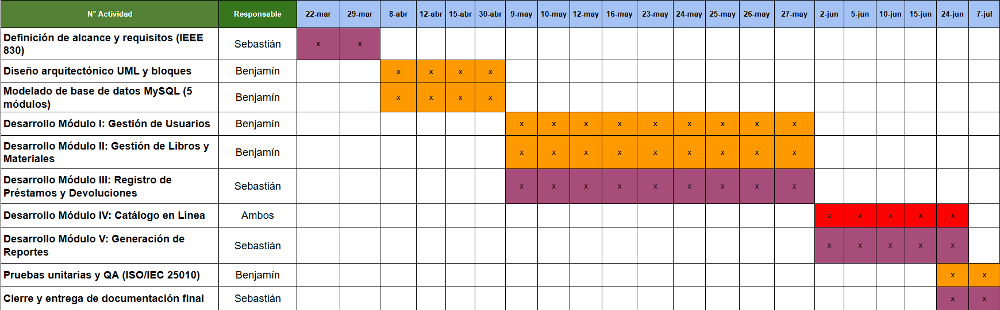 N° Actividad Responsable 22-mar 29-mar 8-abr 12-abr 15-abr 30-abr 9-may 10-may 12-may 16-may 23-may 24-may 25-may 26-may 27-may 2-jun 5-jun 10-jun 15-jun 24-jun 7-jul
Definición de alcance y requisitos (IEEE
830) Sebastián x x
Diseño arquitectónico UML y bloques Benjamín x x x x
Modelado de base de datos MySQL (5
módulos) Benjamín x x x x
Desarrollo Módulo I: Gestión de Usuarios Benjamín x x x x x x x x x
Desarrollo Módulo II: Gestión de Libros y
Materiales Benjamín x x x x x x x x x
Desarrollo Módulo III: Registro de
Préstamos y Devoluciones Sebastián x x x x x x x x x
Desarrollo Módulo IV: Catálogo en Línea Ambos x x x x x
Desarrollo Módulo V: Generación de
Reportes Sebastián x x x x x
Pruebas unitarias y QA (ISO/IEC 25010) Benjamín x x
Cierre y entrega de documentación final Sebastián x x